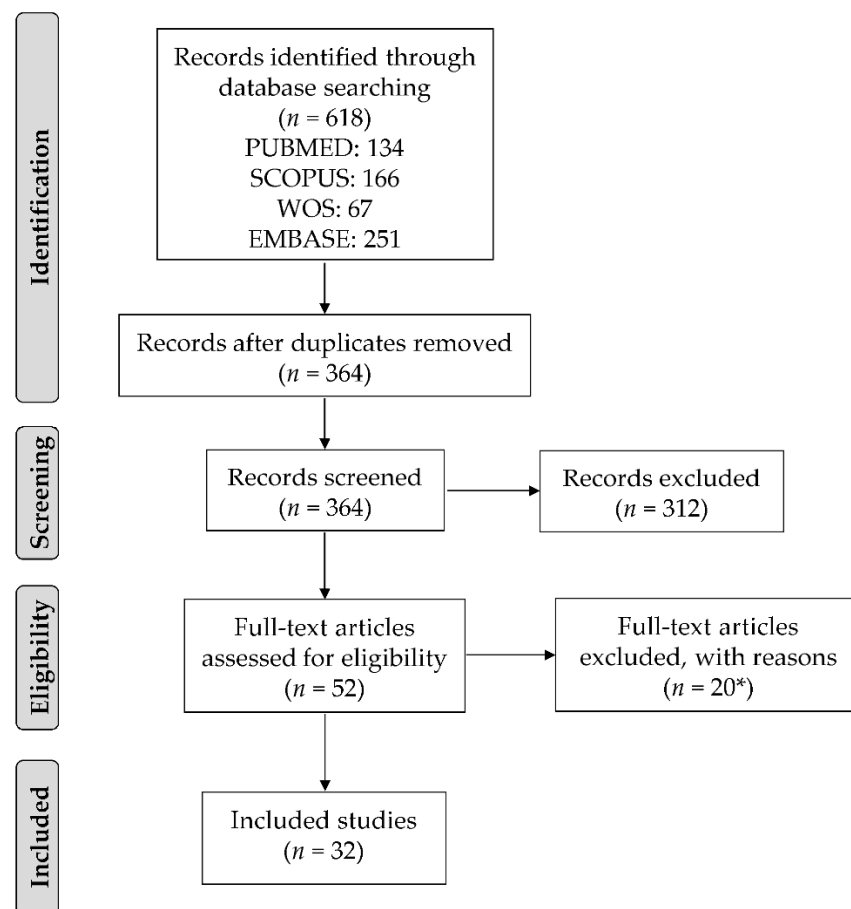 Identification
Records identified through
database searching
(n = 618)
PUBMED: 134
SCOPUS: 166
WOS: 67
EMBASE: 251
Records after duplicates removed
(n = 364)
Screening
Records screened
(n = 364)
Records excluded
(n = 312)
Eligibility
Full-text articles
assessed for eligibility
(n = 52)
Full-text articles
excluded, with reasons
(n = 20*)
Included
Included studies
(n = 32)